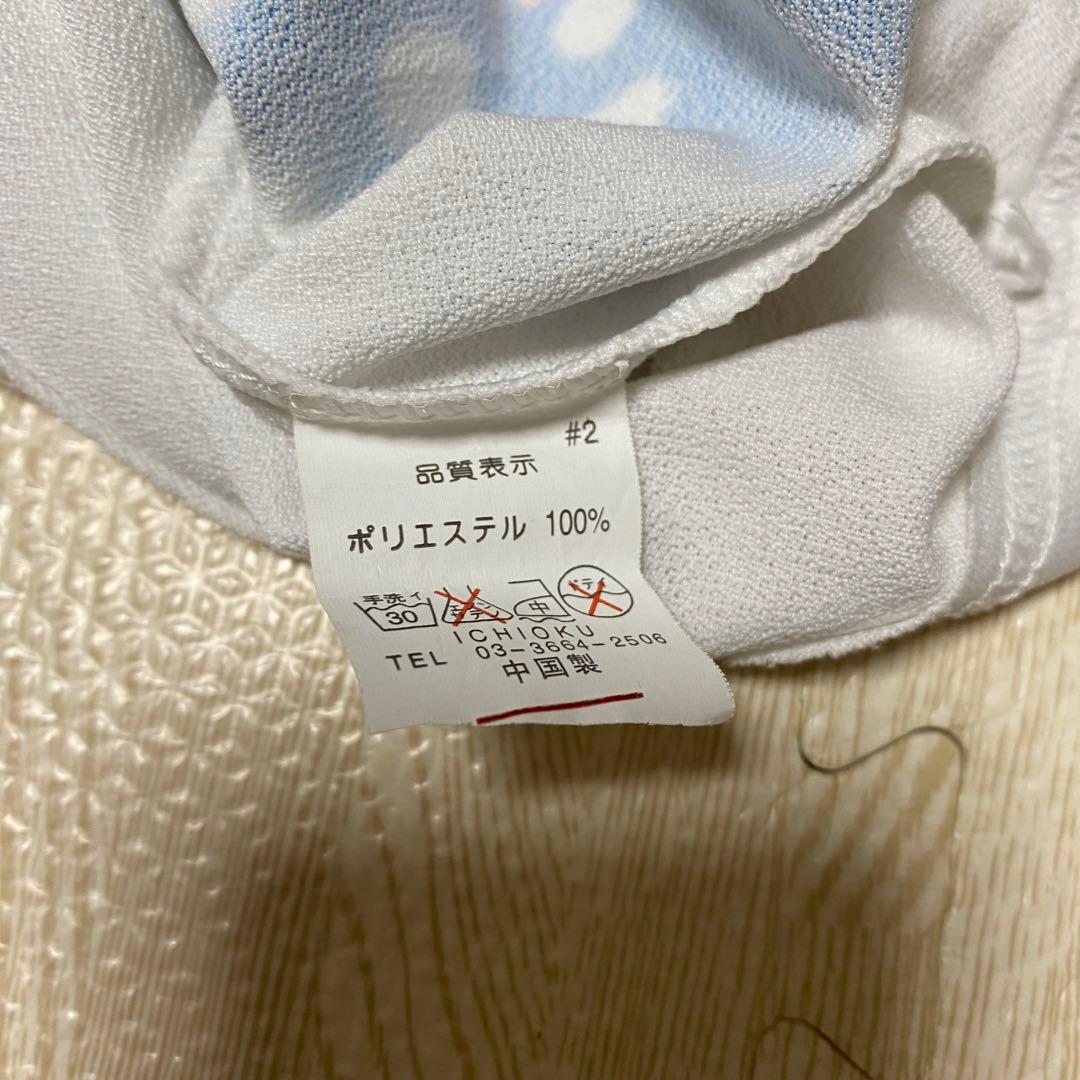 #2
品質表示
ポリエステル 100%
手洗イ
30
中
ICHIOKU
TEL 03-3664-2506
中国製